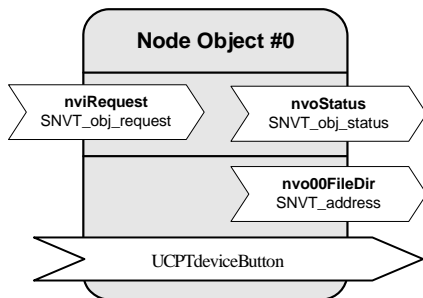 Node Object #0
nviRequest
SNVT_obj_request
nvoStatus
SNVT_obj_status
nvo00FileDir
SNVT_address
UCPTdeviceButton